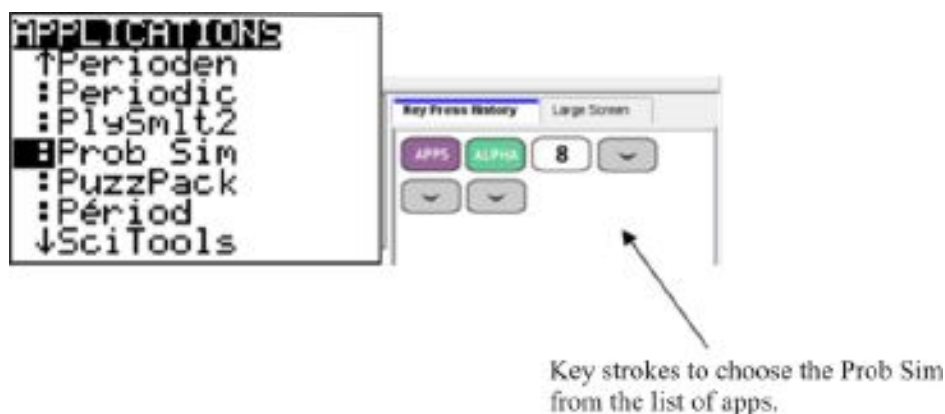 APPLICATIONS
↑Perioden
:Periodic
:PlySmlt2
:Prob Sim
:PuzzPack
:Périod
↓SciTools
Key Press History Large Screen
APPS ALPHA 8
Key strokes to choose the Prob Sim
from the list of apps.